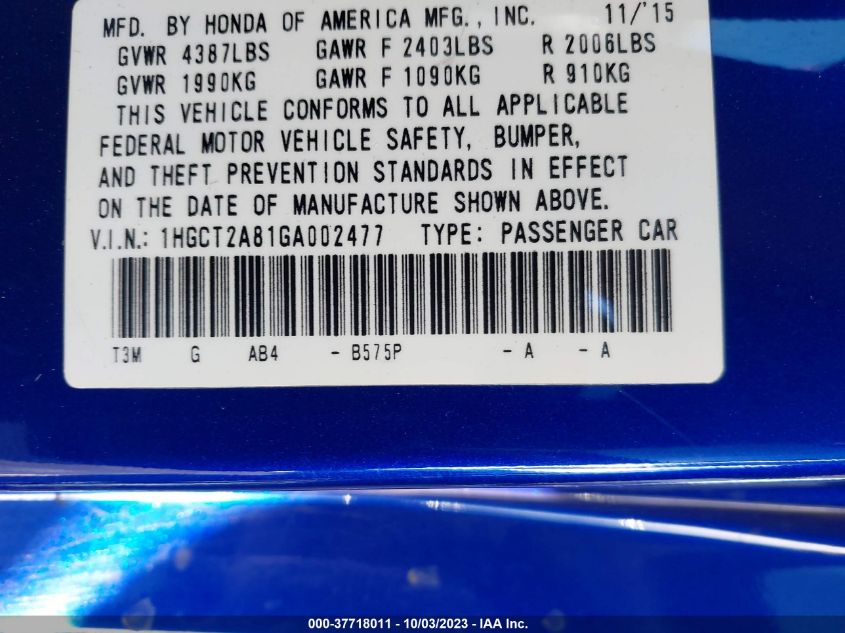 MFD. BY HONDA OF AMERICA MFG., INC. 11/'15
GVWR 4387LBS GAWR F 2403LBS R 2006LBS
GVWR 1990KG GAWR F 1090KG R 910KG
THIS VEHICLE CONFORMS TO ALL APPLICABLE
FEDERAL MOTOR VEHICLE SAFETY, BUMPER,
AND THEFT PREVENTION STANDARDS IN EFFECT
ON THE DATE OF MANUFACTURE SHOWN ABOVE.
V.I.N.: 1HGCT2A81GA002477 TYPE: PASSENGER CAR
T3M G AB4 - B575P - A - A
000-37718011 - 10/03/2023 - IAA Inc.